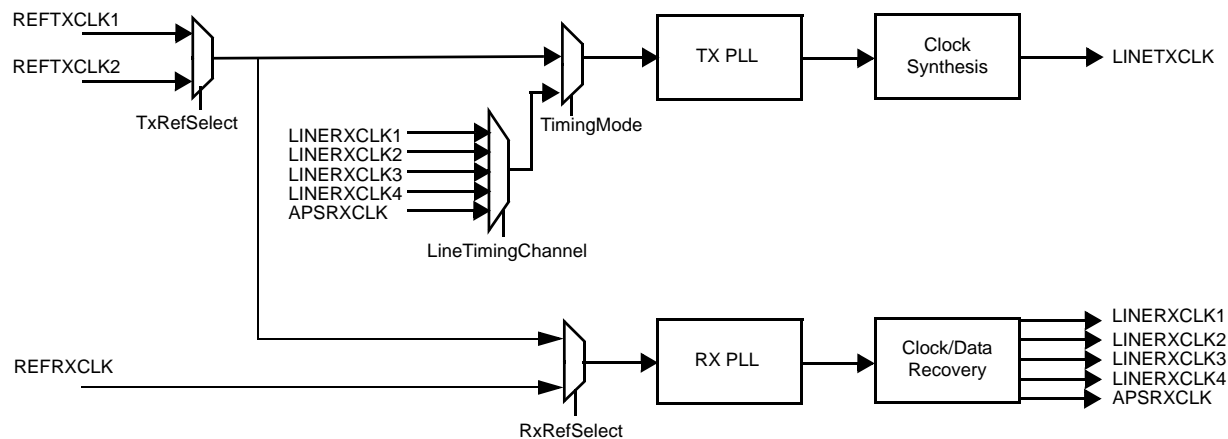 REFTXCLK1
REFTXCLK2
TxRefSelect
LINERXCLK1
LINERXCLK2
LINERXCLK3
LINERXCLK4
APSRXCLK
LineTimingChannel
TimingMode
TX PLL
Clock
Synthesis
LINETXCLK
REFRXCLK
RxRefSelect
RX PLL
Clock/Data
Recovery
LINERXCLK1
LINERXCLK2
LINERXCLK3
LINERXCLK4
APSRXCLK